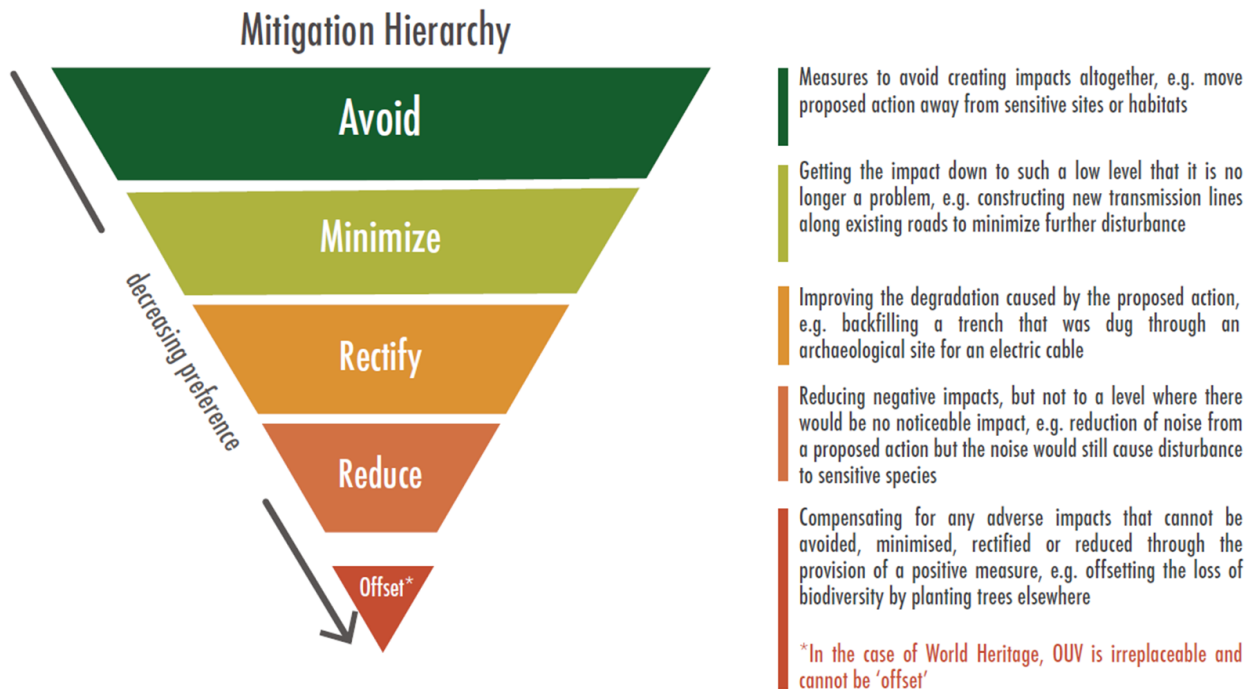 Mitigation Hierarchy
Avoid
Minimize
Rectify
Reduce
Offset*
decreasing preference
Measures to avoid creating impacts altogether, e.g. move
proposed action away from sensitive sites or habitats
Getting the impact down to such a low level that it is no
longer a problem, e.g. constructing new transmission lines
along existing roads to minimize further disturbance
Improving the degradation caused by the proposed action,
e.g. backfilling a trench that was dug through an
archaeological site for an electric cable
Reducing negative impacts, but not to a level where there
would be no noticeable impact, e.g. reduction of noise from
a proposed action but the noise would still cause disturbance
to sensitive species
Compensating for any adverse impacts that cannot be
avoided, minimised, rectified or reduced through the
provision of a positive measure, e.g. offsetting the loss of
biodiversity by planting trees elsewhere
*In the case of World Heritage, OUV is irreplaceable and
cannot be ‘offset’